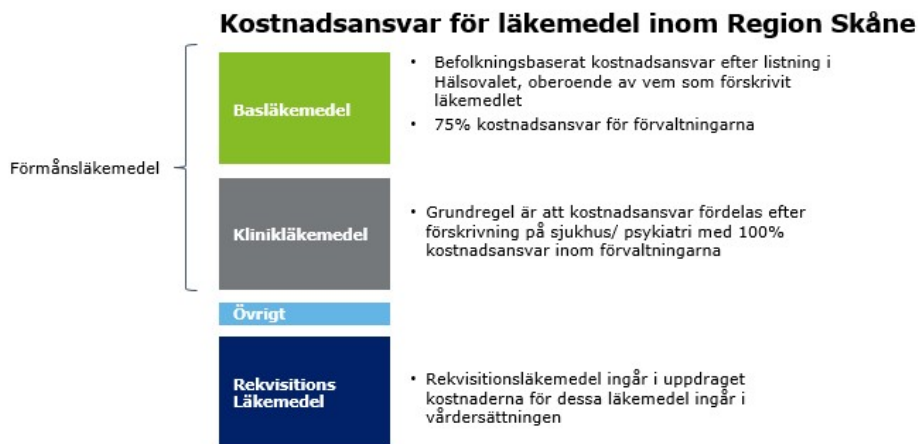 Kostnadsansvar för läkemedel inom Region Skåne
Förmånsläkemedel
Basläkemedel
• Befolkningsbaserat kostnadsansvar efter listning i
Hälsovalet, oberoende av vem som förskrivit
läkemedlet
• 75% kostnadsansvar för förvaltningarna
Klinikläkemedel
• Grundregel är att kostnadsansvar fördelas efter
förskrivning på sjukhus/ psykiatri med 100%
kostnadsansvar inom förvaltningarna
Övrigt
Rekvisitions
Läkemedel
• Rekvisitionsläkemedel ingår i uppdraget
kostnaderna för dessa läkemedel ingår i
vårdersättningen